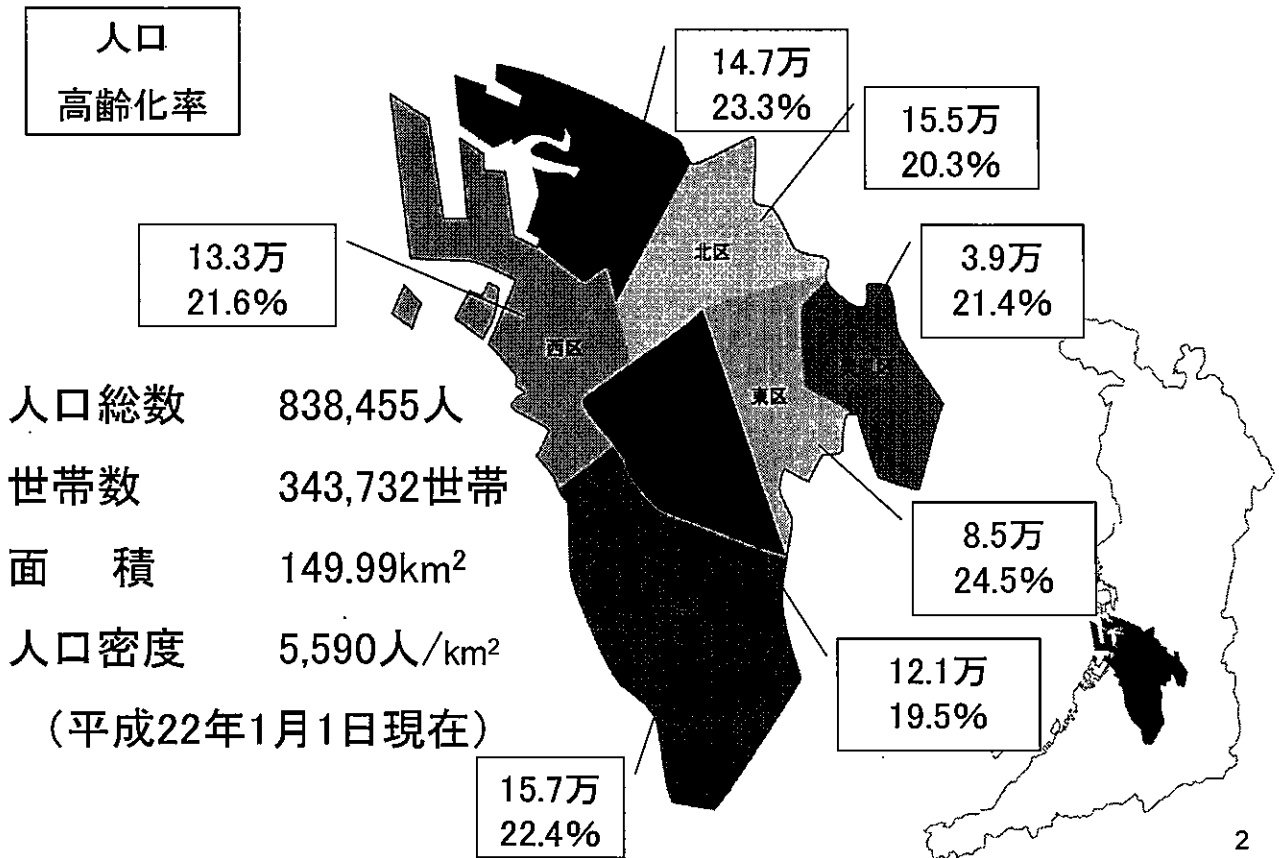 人口
高齢化率
14.7万
23.3%
15.5万
20.3%
北区
13.3万
21.6%
3.9万
21.4%
西区
区
東区
人口総数 838,455人
世帯数 343,732世帯
面 積 149.99km²
人口密度 5,590人/km²
（平成22年1月1日現在）
8.5万
24.5%
12.1万
19.5%
15.7万
22.4%
2